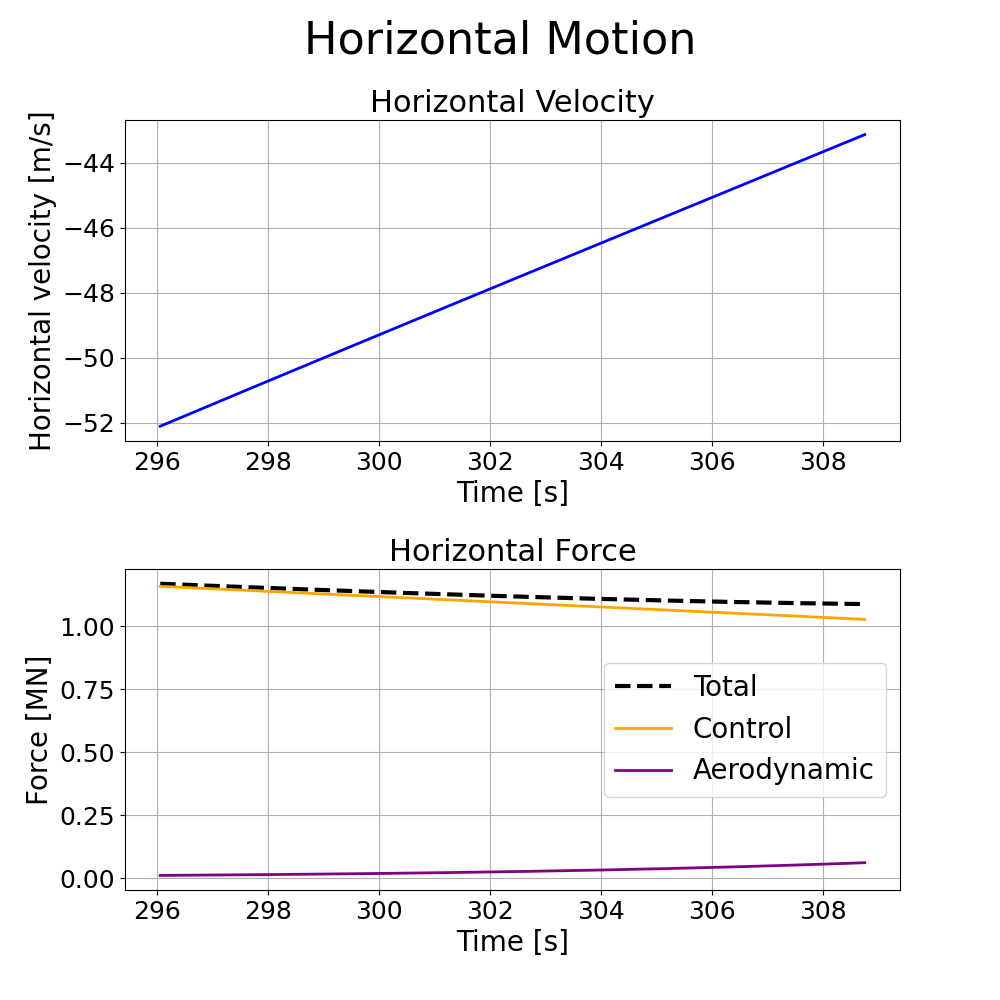 Horizontal Motion
Horizontal Velocity
Horizontal velocity [m/s]
−44
−46
−48
−50
−52
296 298 300 302 304 306 308
Time [s]
Horizontal Force
Force [MN]
1.00
0.75
0.50
0.25
0.00
Total
Control
Aerodynamic
296 298 300 302 304 306 308
Time [s]